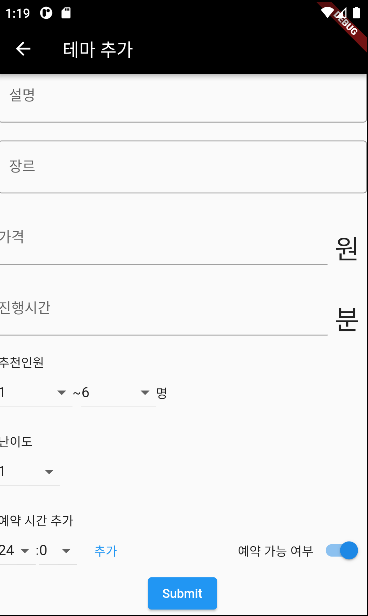 1:19
DEBUG
테마 추가
설명
장르
가격
원
진행시간
분
추천인원
1 ~6 명
난이도
1
예약 시간 추가
24 :0 추가 예약 가능 여부
Submit